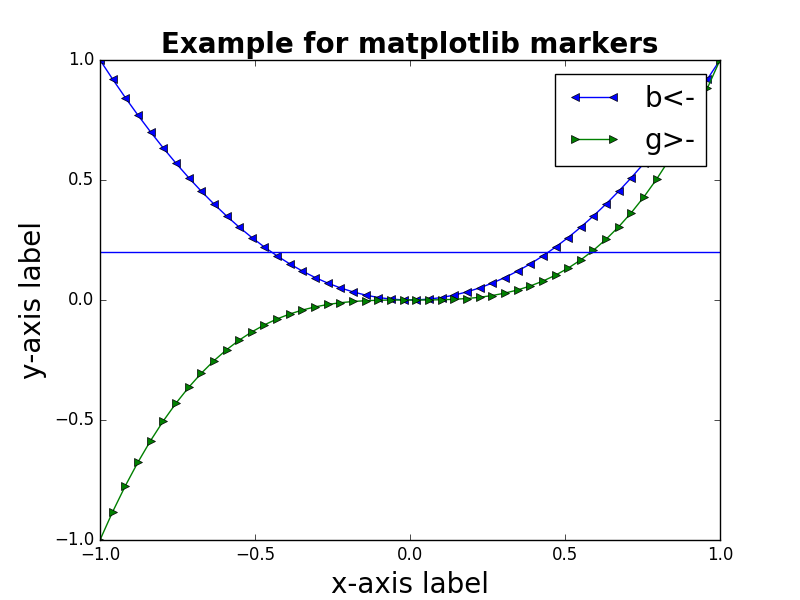 Example for matplotlib markers
1.0
b<-
g>-
0.5
y-axis label
0.0
−0.5
−1.0
−1.0 −0.5 0.0 0.5 1.0
x-axis label